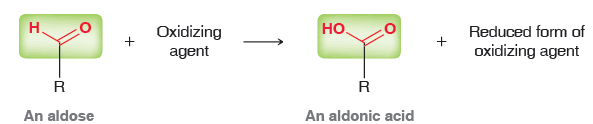 H O
R
+
Oxidizing
agent
HO O
R
+
Reduced form of
oxidizing agent
An aldose
An aldonic acid